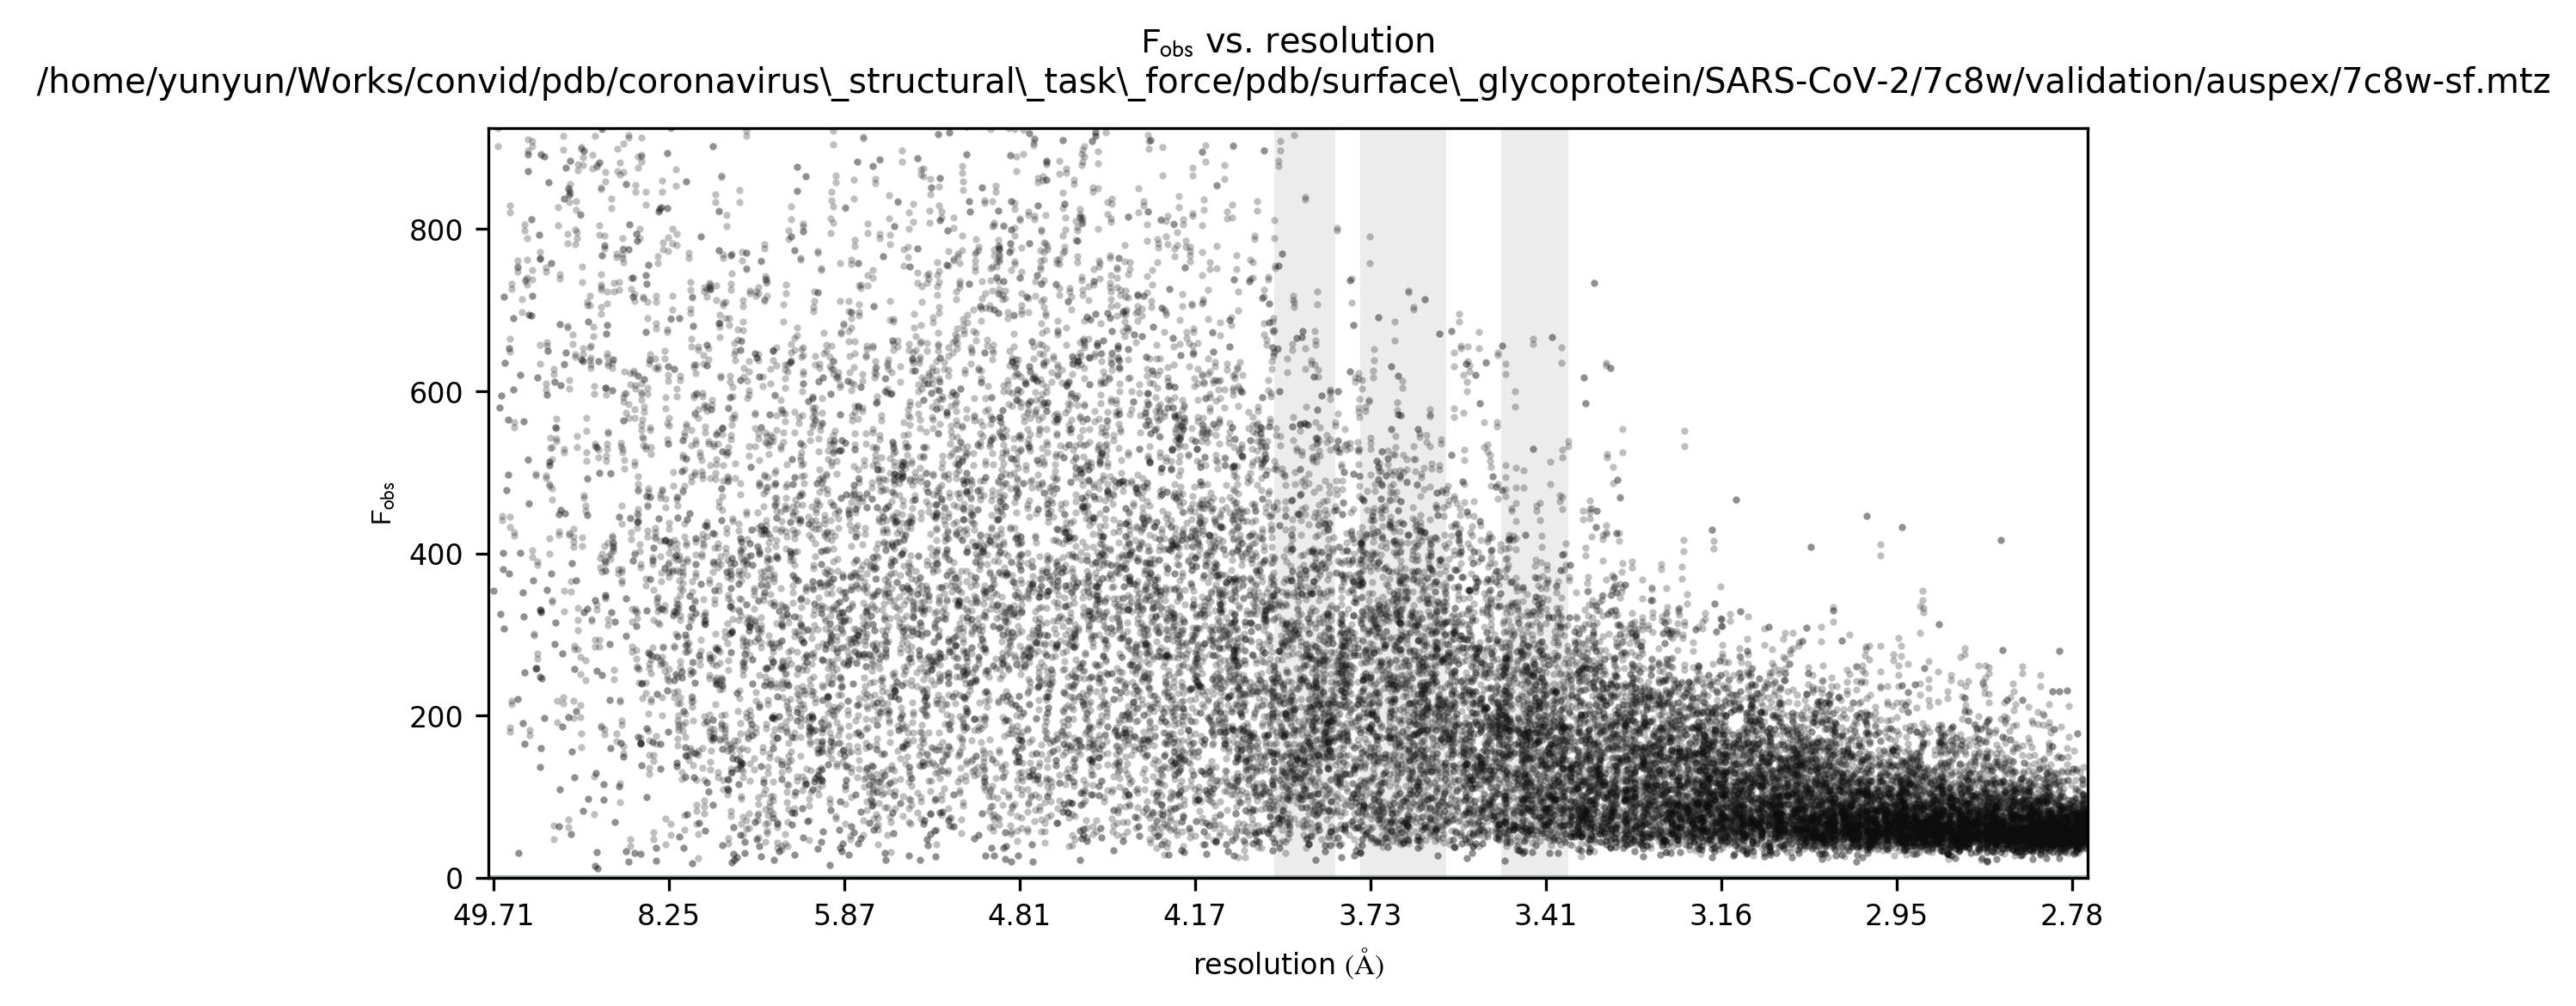 F_obs vs. resolution
/home/yunyun/Works/convid/pdb/coronavirus\_structural\_task\_force/pdb/surface\_glycoprotein/SARS-CoV-2/7c8w/validation/auspex/7c8w-sf.mtz
F_obs
800
600
400
200
0
49.71 8.25 5.87 4.81 4.17 3.73 3.41 3.16 2.95 2.78
resolution (Å)